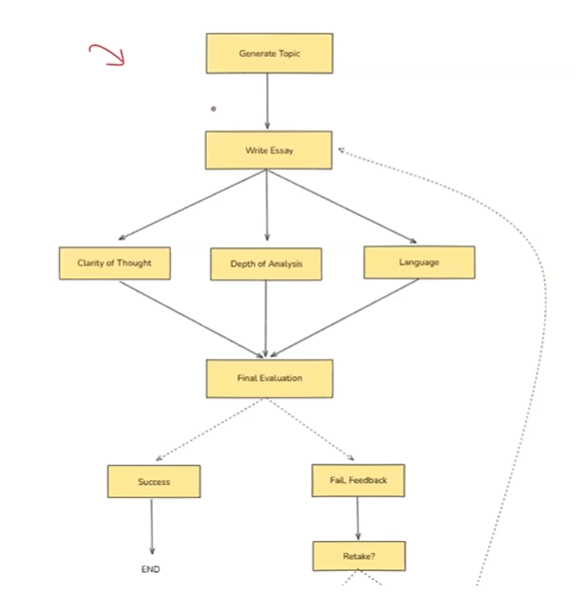 Generate Topic
Write Essay
Clarity of Thought
Depth of Analysis
Language
Final Evaluation
Success
Fail, Feedback
END
Retake?